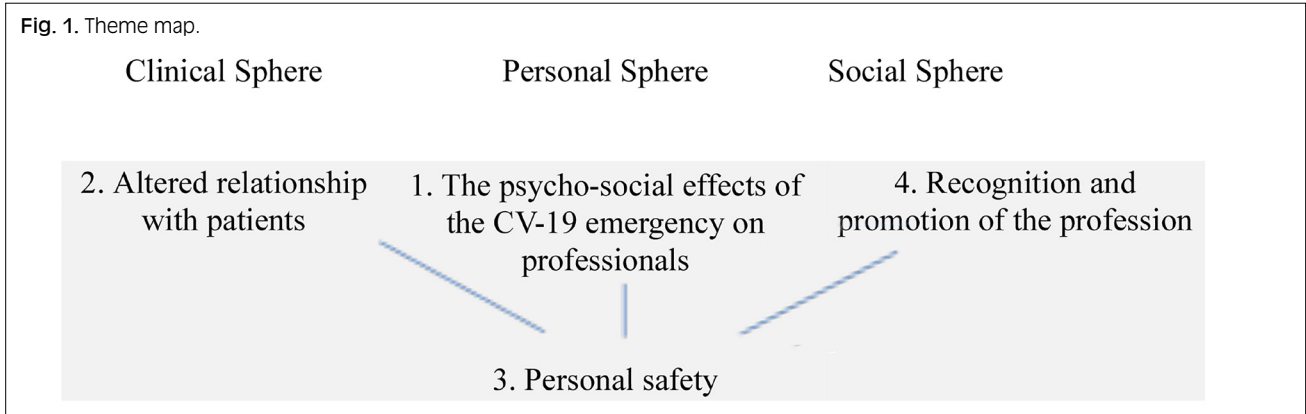 Fig. 1. Theme map.
Clinical Sphere
Personal Sphere
Social Sphere
2. Altered relationship
with patients
1. The psycho-social effects of
the CV-19 emergency on
professionals
4. Recognition and
promotion of the profession
3. Personal safety